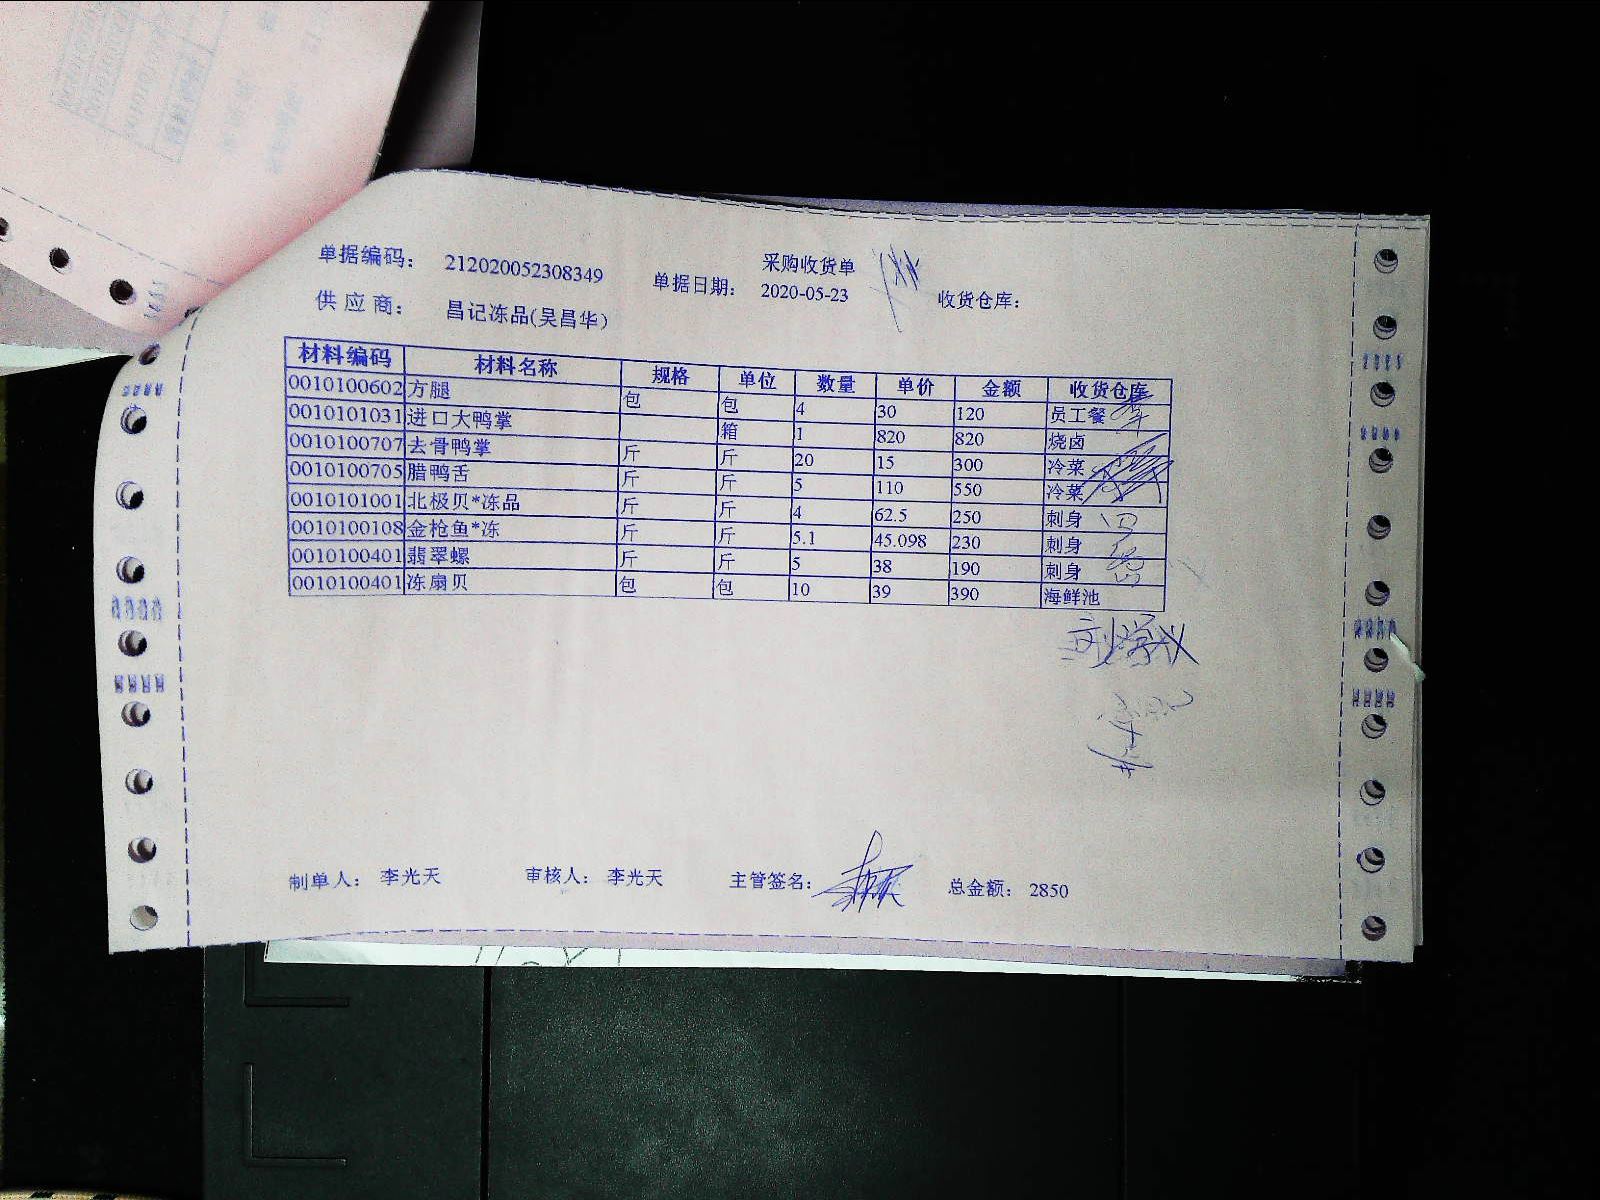 采购收货单
单据编码： 212020052308349 单据日期： 2020-05-23 收货仓库：
供应商： 昌记冻品(吴昌华)
材料编码 材料名称 规格 单位 数量 单价 金额 收货仓库
0010100602 方腿 包 包 4 30 120 员工餐
0010101031 进口大鸭掌 箱 1 820 820 烧卤
0010100707 去骨鸭掌 斤 斤 20 15 300 冷菜
0010100705 腊鸭舌 斤 斤 5 110 550 冷菜
0010101001 北极贝*冻品 斤 斤 4 62.5 250 刺身
0010100108 金枪鱼*冻 斤 斤 5.1 45.098 230 刺身
0010100401 翡翠螺 斤 斤 5 38 190 刺身
0010100401 冻扇贝 包 包 10 39 390 海鲜池
制单人： 李光天 审核人： 李光天 主管签名： 总金额： 2850